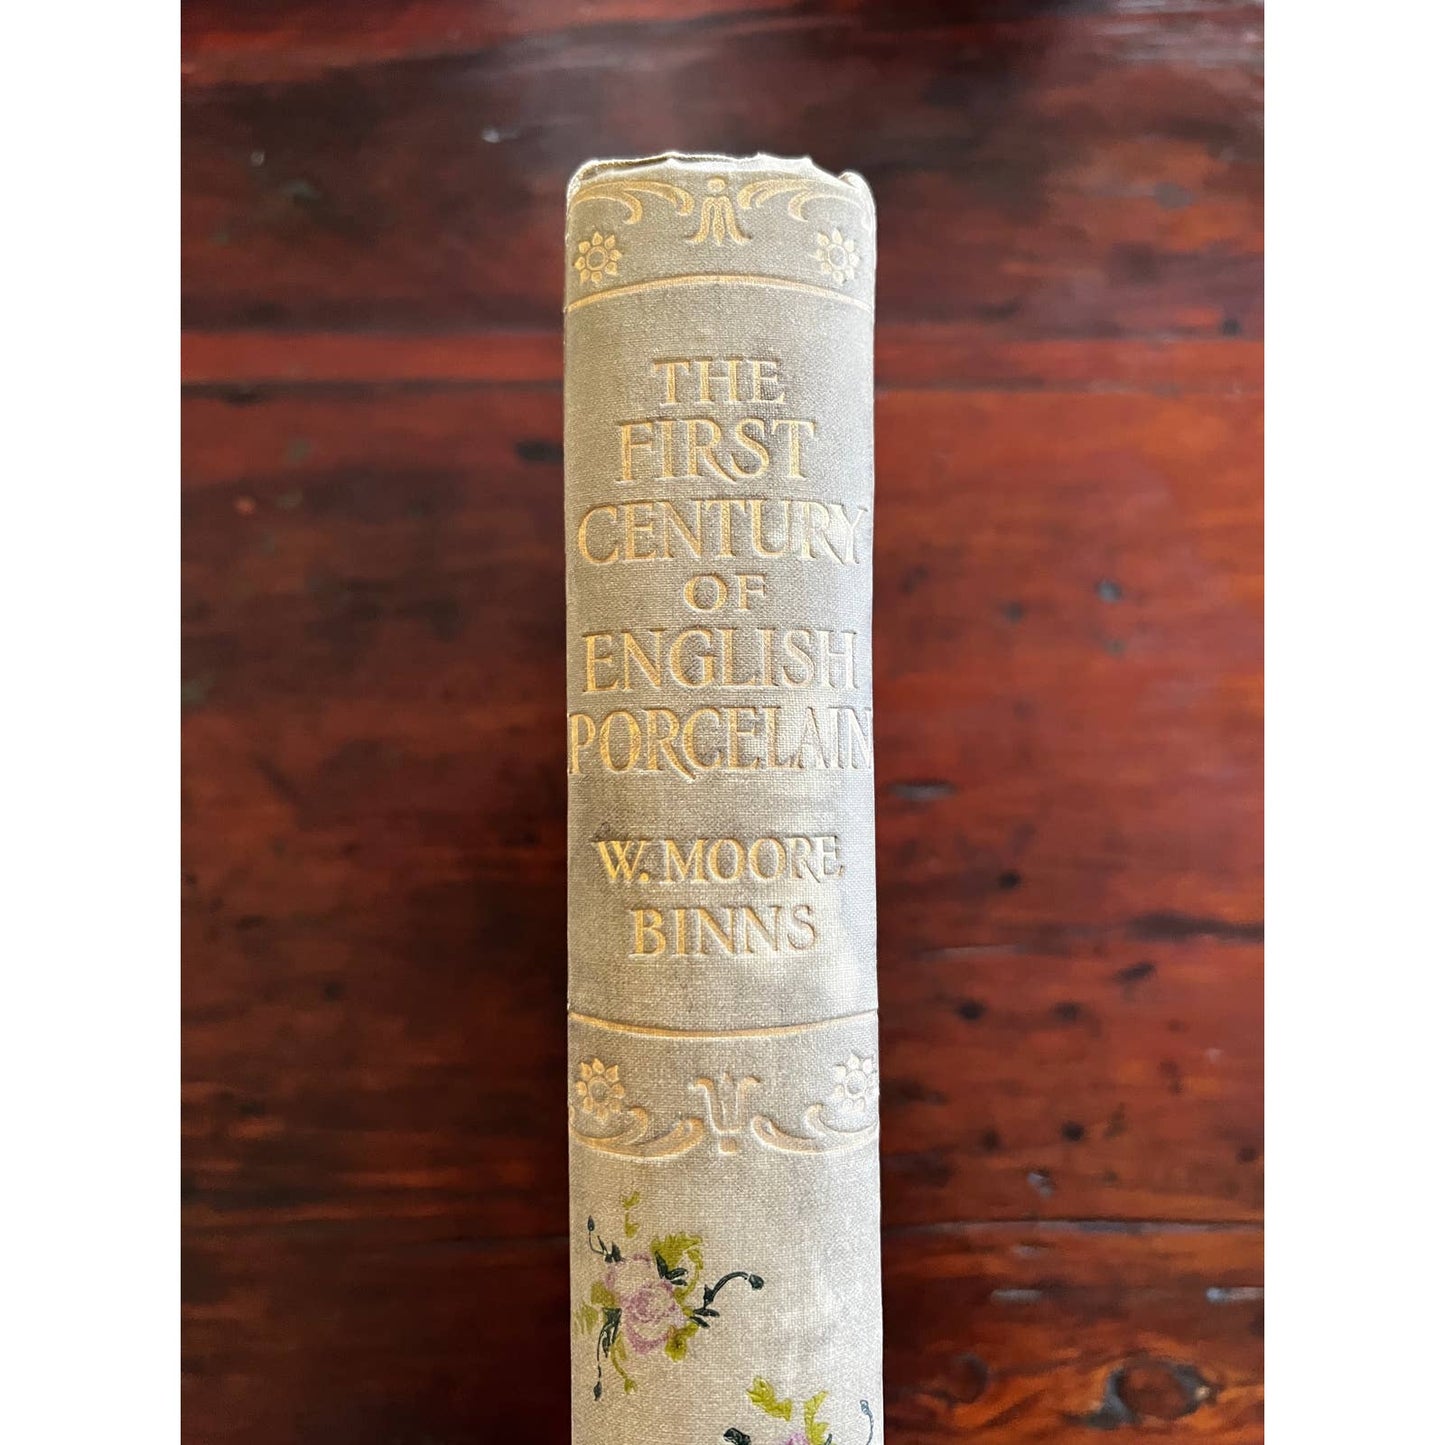 THE
FIRST
CENTURY
OF
ENGLISH
PORCELAIN
W. MOORE
BINNS